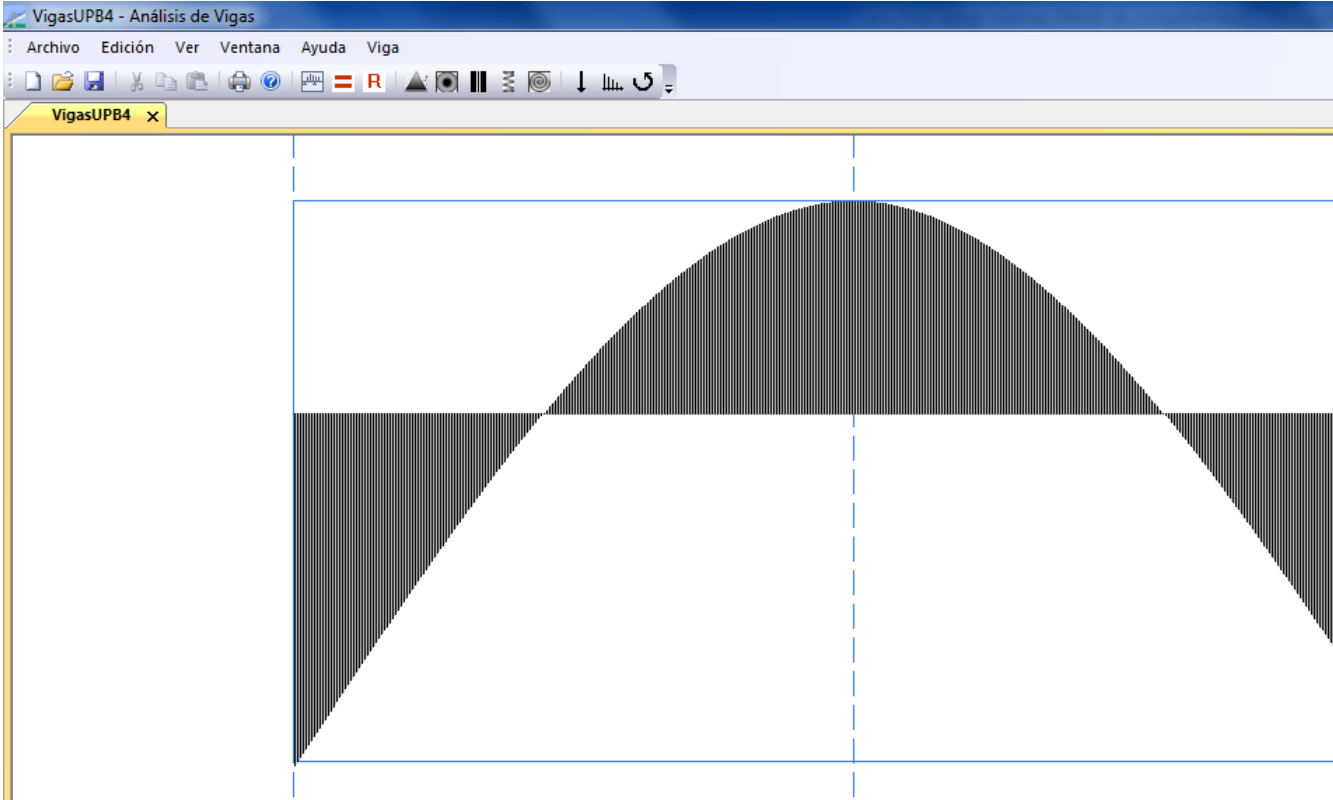 VigasUPB4 - Análisis de Vigas
Archivo Edición Ver Ventana Ayuda Viga
R
VigasUPB4 x